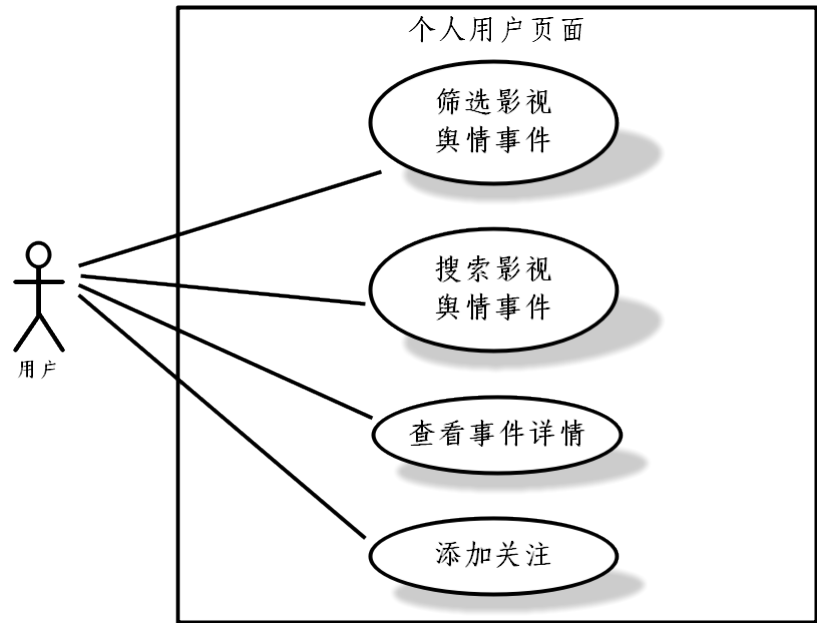 个人用户页面
筛选影视
舆情事件
搜索影视
舆情事件
用户
查看事件详情
添加关注